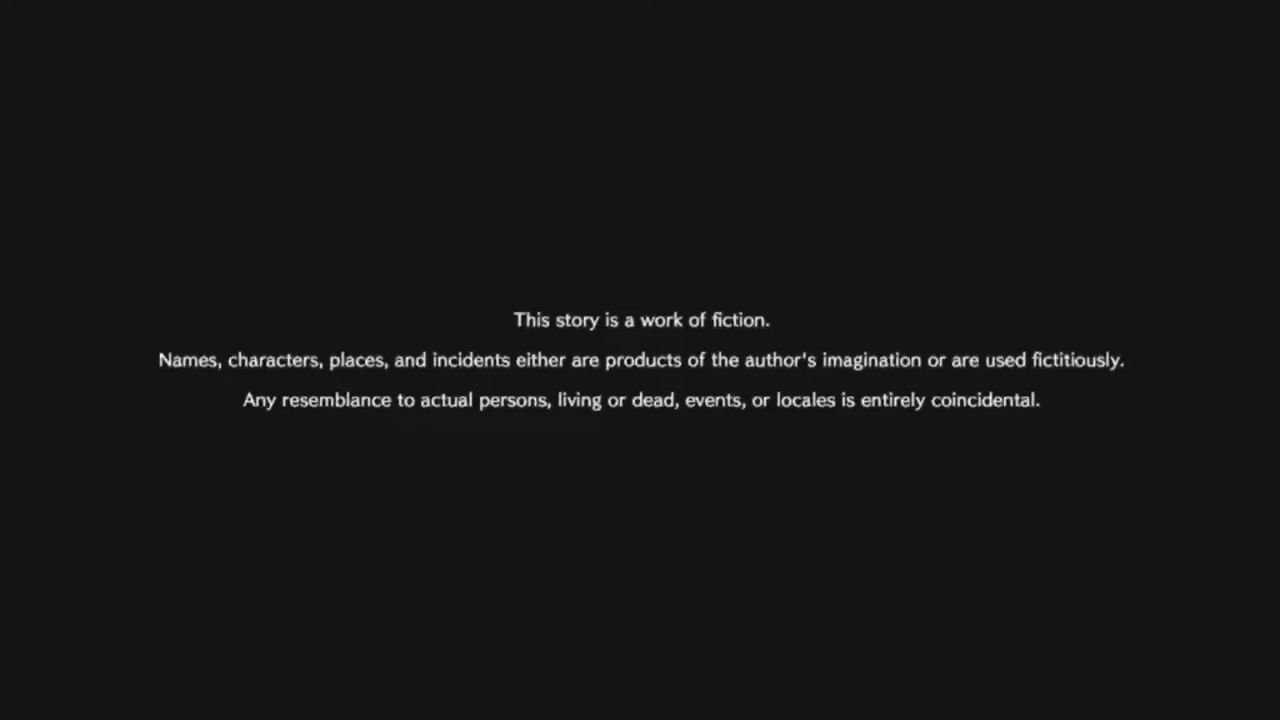 This story is a work of fiction.
Names, characters, places, and incidents either are products of the author's imagination or are used fictitiously.
Any resemblance to actual persons, living or dead, events, or locales is entirely coincidental.